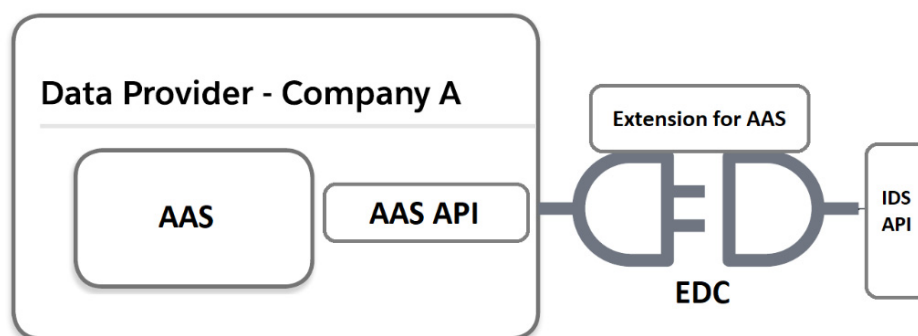 Data Provider - Company A
AAS
AAS API
Extension for AAS
EDC
IDS
API